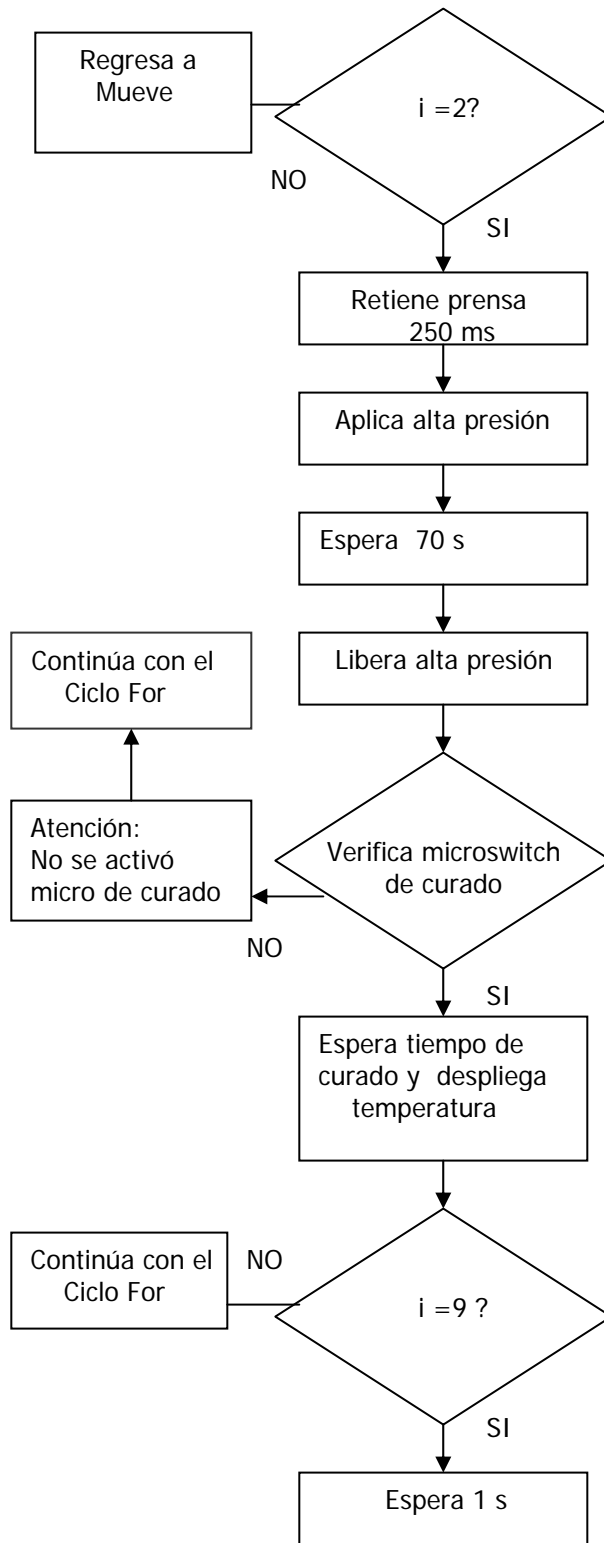 Regresa a
Mueve
i =2?
NO
SI
Retiene prensa
250 ms
Aplica alta presión
Espera 70 s
Libera alta presión
Continúa con el
Ciclo For
Atención:
No se activó
micro de curado
Verifica microswitch
de curado
NO
SI
Espera tiempo de
curado y despliega
temperatura
Continúa con el
Ciclo For
NO
i =9 ?
SI
Espera 1 s